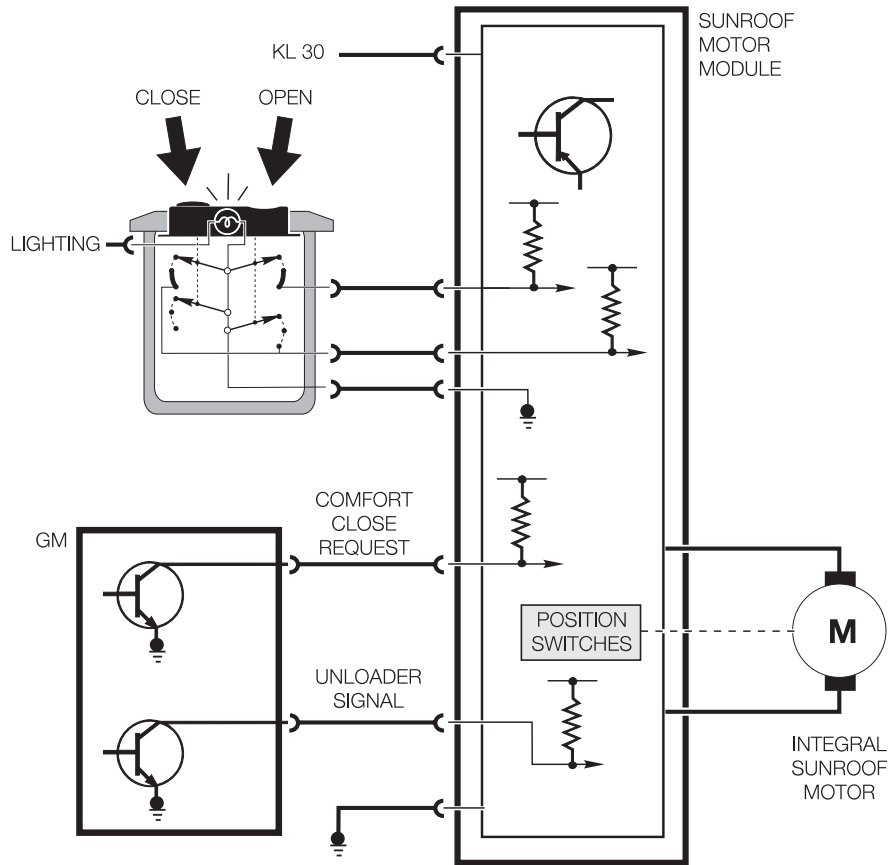 SUNROOF
MOTOR
MODULE
KL 30
CLOSE
OPEN
LIGHTING
COMFORT
CLOSE
REQUEST
GM
POSITION
SWITCHES
M
UNLOADER
SIGNAL
INTEGRAL
SUNROOF
MOTOR